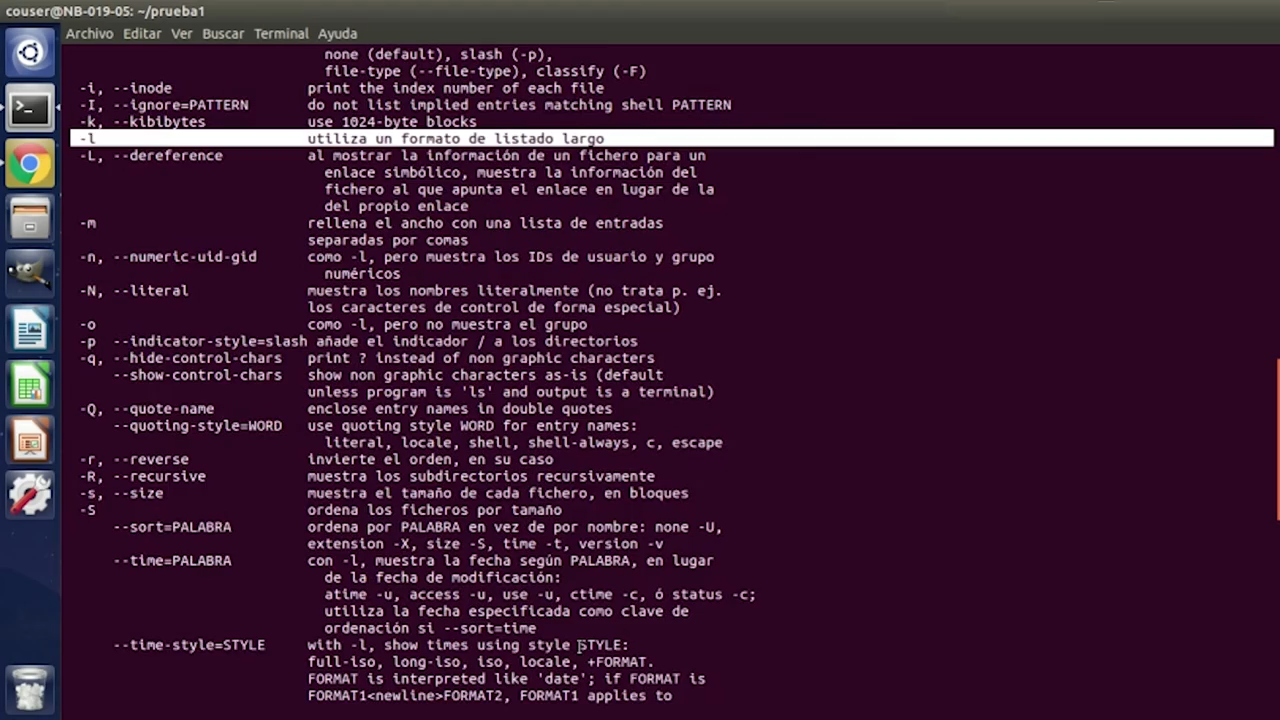 couser@NB-019-05: ~/prueba1
Archivo Editar Ver Buscar Terminal Ayuda
none (default), slash (-p),
file-type (--file-type), classify (-F)
-i, --inode print the index number of each file
-I, --ignore=PATTERN do not list implied entries matching shell PATTERN
-k, --kibibytes use 1024-byte blocks
-l utiliza un formato de listado largo
-L, --dereference al mostrar la información de un fichero para un
enlace simbólico, muestra la información del
fichero al que apunta el enlace en lugar de la
del propio enlace
-m rellena el ancho con una lista de entradas
separadas por comas
-n, --numeric-uid-gid como -l, pero muestra los IDs de usuario y grupo
numéricos
-N, --literal muestra los nombres literalmente (no trata p. ej.
los caracteres de control de forma especial)
-o como -l, pero no muestra el grupo
-p --indicator-style=slash añade el indicador / a los directorios
-q, --hide-control-chars print ? instead of non graphic characters
--show-control-chars show non graphic characters as-is (default
unless program is 'ls' and output is a terminal)
-Q, --quote-name enclose entry names in double quotes
--quoting-style=WORD use quoting style WORD for entry names:
literal, locale, shell, shell-always, c, escape
-r, --reverse invierte el orden, en su caso
-R, --recursive muestra los subdirectorios recursivamente
-s, --size muestra el tamaño de cada fichero, en bloques
-S ordena los ficheros por tamaño
--sort=PALABRA ordena por PALABRA en vez de por nombre: none -U,
extension -X, size -S, time -t, version -v
--time=PALABRA con -l, muestra la fecha según PALABRA, en lugar
de la fecha de modificación:
atime -u, access -u, use -u, ctime -c, ó status -c;
utiliza la fecha especificada como clave de
ordenación si --sort=time
--time-style=STYLE with -l, show times using style STYLE:
full-iso, long-iso, iso, locale, +FORMAT.
FORMAT is interpreted like 'date'; if FORMAT is
FORMAT1<newline>FORMAT2, FORMAT1 applies to